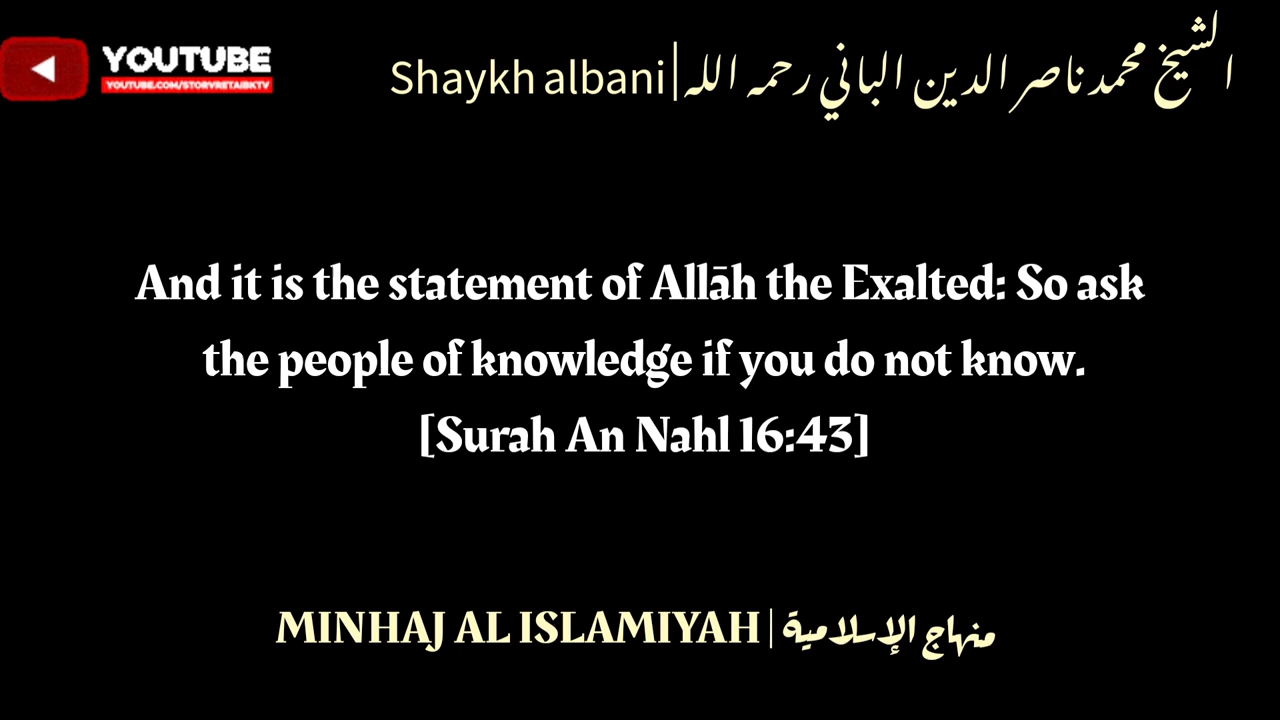 YOUTUBE
YOUTUBE.COM/STORYRETAIBKTV
Shaykh albani|الشيخ محمد ناصر الدين الباني رحمہ اللہ
And it is the statement of Allāh the Exalted: So ask
the people of knowledge if you do not know.
[Surah An Nahl 16:43]
MINHAJ AL ISLAMIYAH | منهاج الإسلامية